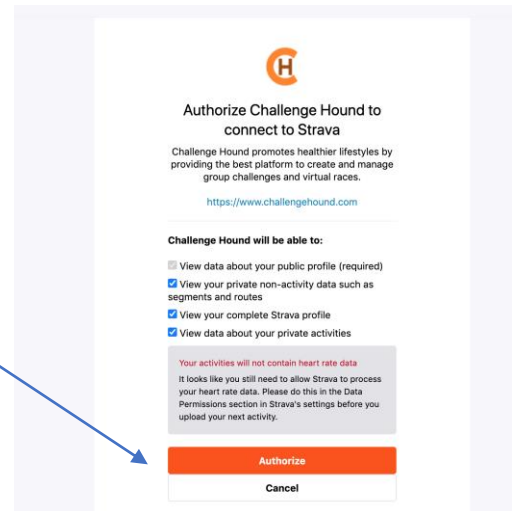 CH
Authorize Challenge Hound to
connect to Strava
Challenge Hound promotes healthier lifestyles by
providing the best platform to create and manage
group challenges and virtual races.
https://www.challengehound.com
Challenge Hound will be able to:
View data about your public profile (required)
View your private non-activity data such as
segments and routes
View your complete Strava profile
View data about your private activities
Your activities will not contain heart rate data
It looks like you still need to allow Strava to process
your heart rate data. Please do this in the Data
Permissions section in Strava's settings before you
upload your next activity.
Authorize
Cancel